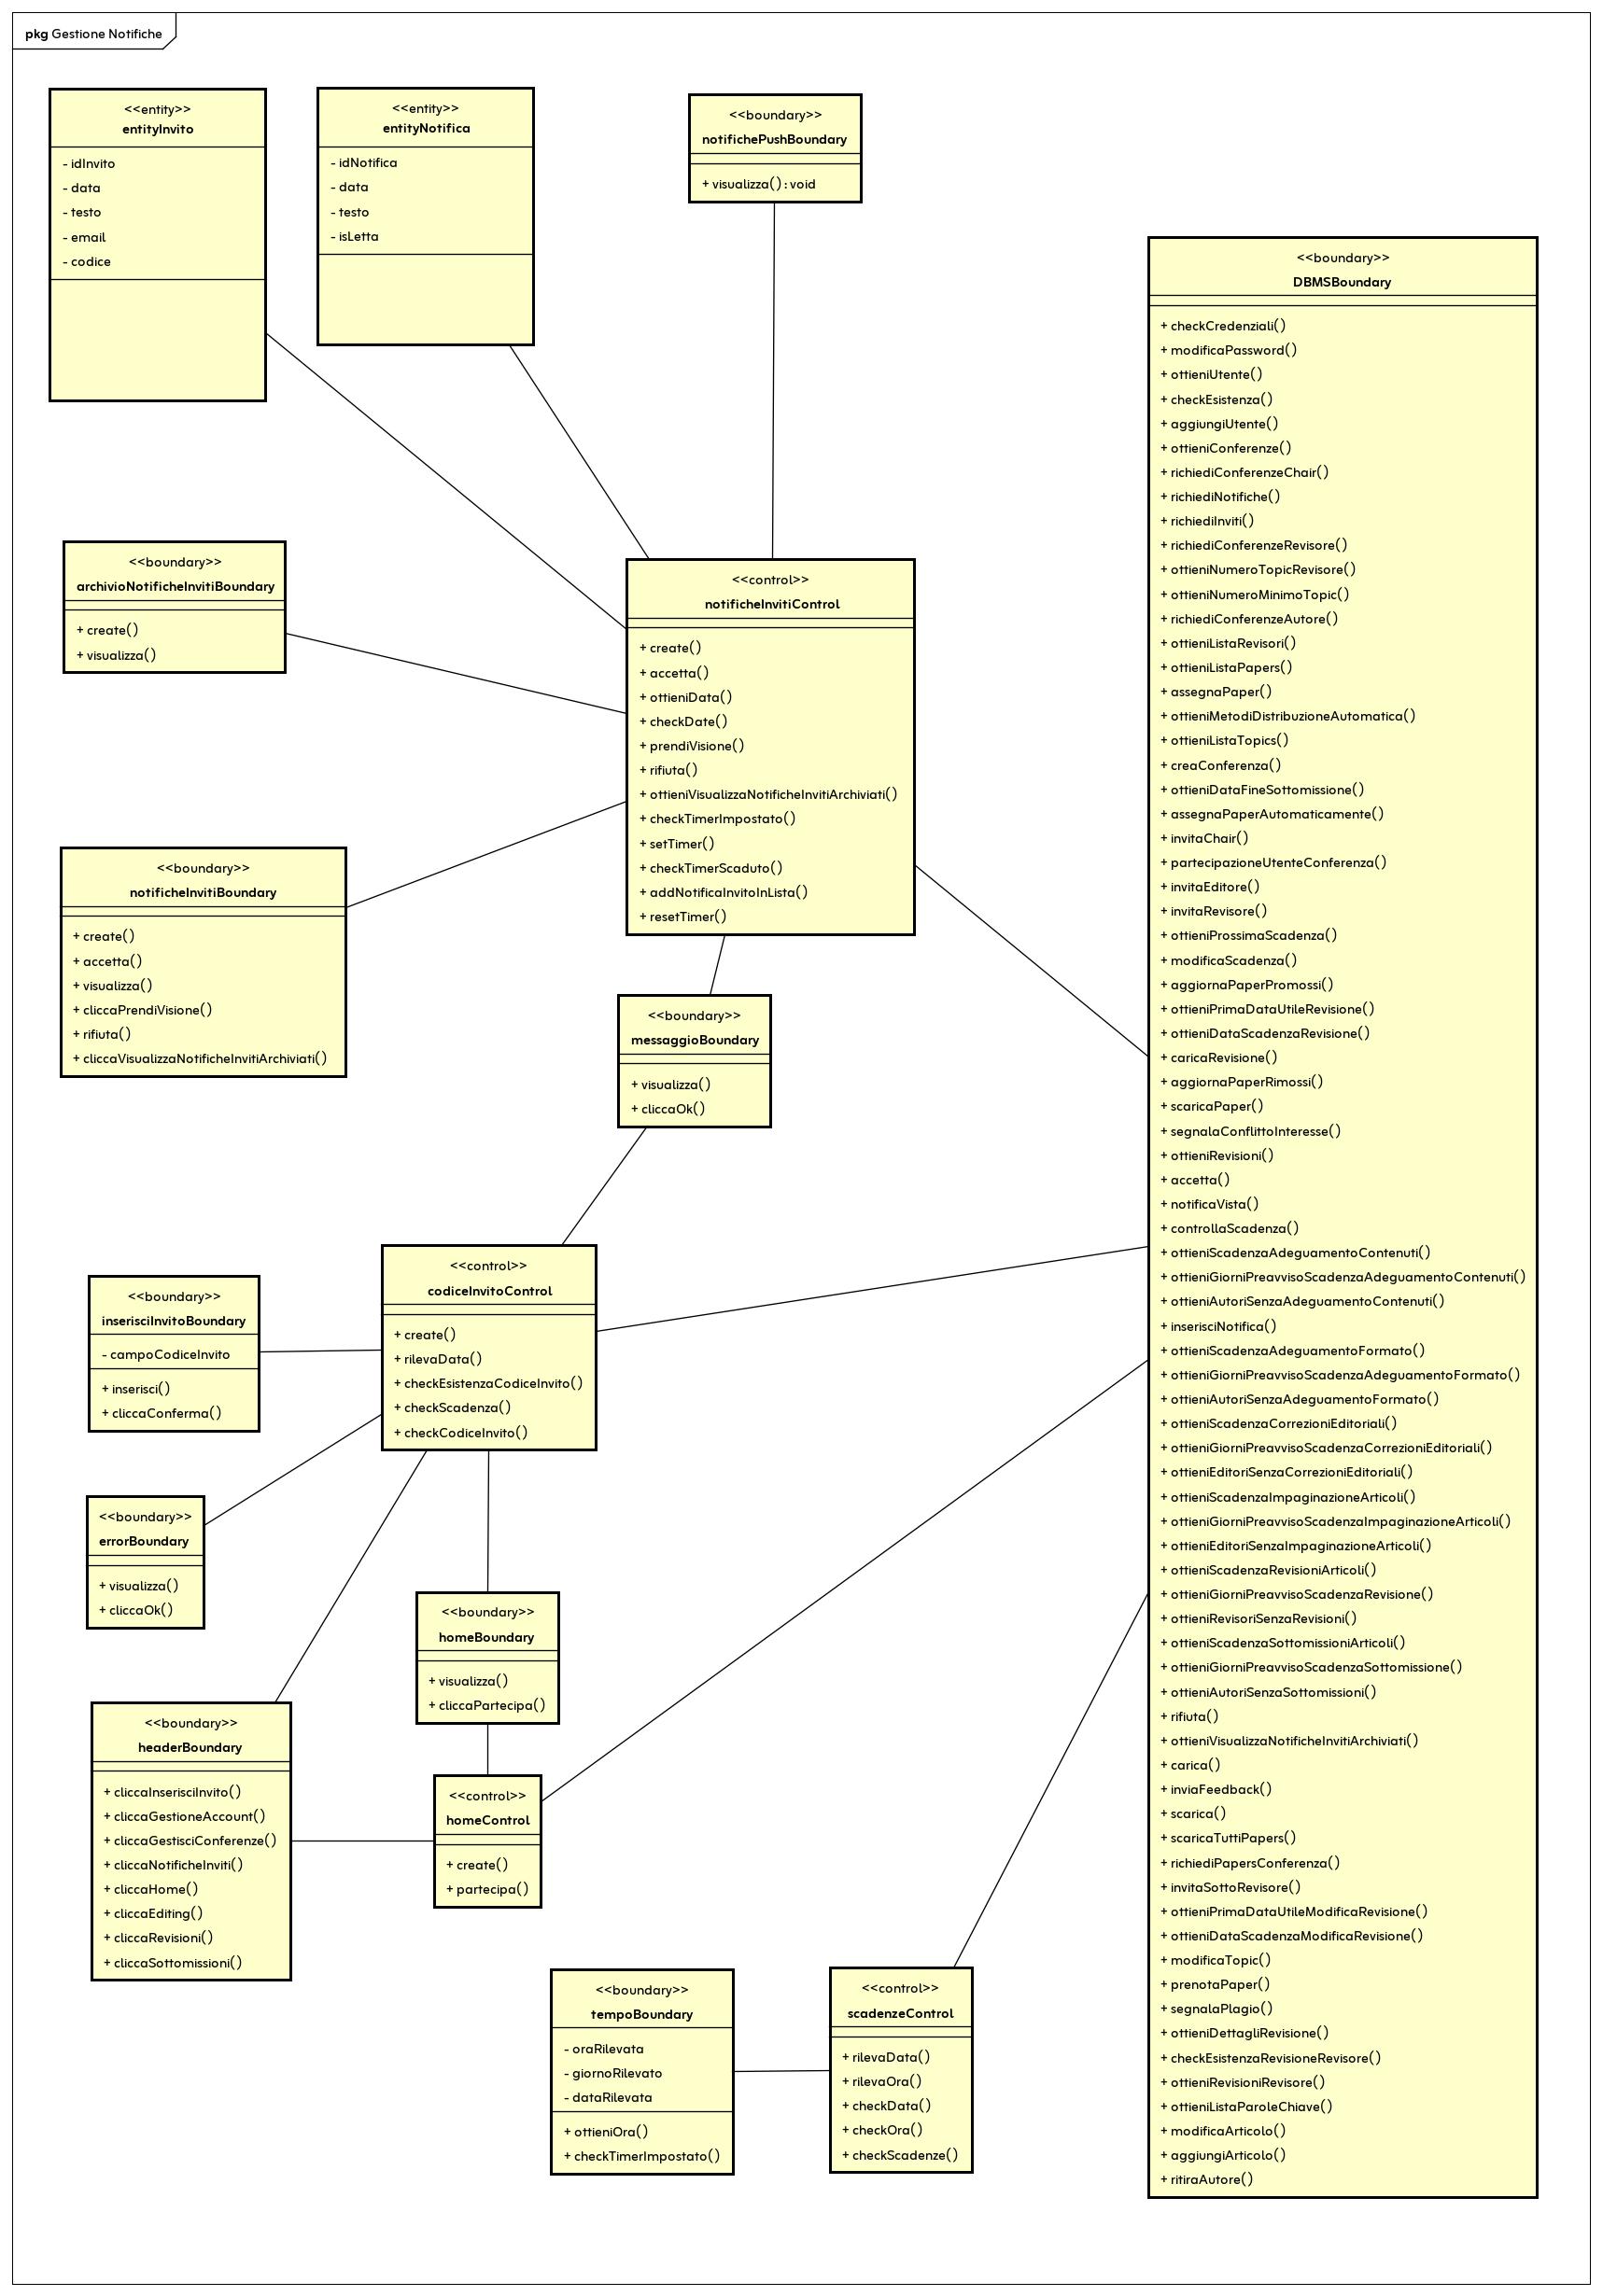 pkg Gestione Notifiche
<<entity>>
entityInvito
- idInvito
- data
- testo
- email
- codice
<<entity>>
entityNotifica
- idNotifica
- data
- testo
- isLetta
<<boundary>>
notifichePushBoundary
+ visualizza() : void
<<boundary>>
DBMSBoundary
+ checkCredenziali()
+ modificaPassword()
+ ottieniUtente()
+ checkEsistenza()
+ aggiungiUtente()
+ ottieniConferenze()
+ richiediConferenzeChair()
+ richiediNotifiche()
+ richiediInviti()
+ richiediConferenzeRevisore()
+ ottieniNumeroTopicRevisore()
+ ottieniNumeroMinimoTopic()
+ richiediConferenzeAutore()
+ ottieniListaRevisori()
+ ottieniListaPapers()
+ assegnaPaper()
+ ottieniMetodiDistribuzioneAutomatica()
+ ottieniListaTopics()
+ creaConferenza()
+ ottieniDataFineSottomissione()
+ assegnaPaperAutomaticamente()
+ invitaChair()
+ partecipazioneUtenteConferenza()
+ invitaEditore()
+ invitaRevisore()
+ ottieniProssimaScadenza()
+ modificaScadenza()
+ aggiornaPaperPromossi()
+ ottieniPrimaDataUtileRevisione()
+ ottieniDataScadenzaRevisione()
+ caricaRevisione()
+ aggiornaPaperRimossi()
+ scaricaPaper()
+ segnalaConflittoInteresse()
+ ottieniRevisioni()
+ accetta()
+ notificaVista()
+ controllaScadenza()
+ ottieniScadenzaAdeguamentoContenuti()
+ ottieniGiorniPreavvisoScadenzaAdeguamentoContenuti()
+ ottieniAutoriSenzaAdeguamentoContenuti()
+ inserisciNotifica()
+ ottieniScadenzaAdeguamentoFormato()
+ ottieniGiorniPreavvisoScadenzaAdeguamentoFormato()
+ ottieniAutoriSenzaAdeguamentoFormato()
+ ottieniScadenzaCorrezioniEditoriali()
+ ottieniGiorniPreavvisoScadenzaCorrezioniEditoriali()
+ ottieniEditoriSenzaCorrezioniEditoriali()
+ ottieniScadenzaImpaginazioneArticoli()
+ ottieniGiorniPreavvisoScadenzaImpaginazioneArticoli()
+ ottieniEditoriSenzaImpaginazioneArticoli()
+ ottieniScadenzaRevisioniArticoli()
+ ottieniGiorniPreavvisoScadenzaRevisione()
+ ottieniRevisoriSenzaRevisioni()
+ ottieniScadenzaSottomissioniArticoli()
+ ottieniGiorniPreavvisoScadenzaSottomissione()
+ ottieniAutoriSenzaSottomissioni()
+ rifiuta()
+ ottieniVisualizzaNotificheInvitiArchiviati()
+ carica()
+ inviaFeedback()
+ scarica()
+ scaricaTuttiPapers()
+ richiediPapersConferenza()
+ invitaSottoRevisore()
+ ottieniPrimaDataUtileModificaRevisione()
+ ottieniDataScadenzaModificaRevisione()
+ modificaTopic()
+ prenotaPaper()
+ segnalaPlagio()
+ ottieniDettagliRevisione()
+ checkEsistenzaRevisioneRevisore()
+ ottieniRevisioniRevisore()
+ ottieniListaParoleChiave()
+ modificaArticolo()
+ aggiungiArticolo()
+ ritiraAutore()
<<boundary>>
archivioNotificheInvitiBoundary
+ create()
+ visualizza()
<<control>>
notificheInvitiControl
+ create()
+ accetta()
+ ottieniData()
+ checkDate()
+ prendiVisione()
+ rifiuta()
+ ottieniVisualizzaNotificheInvitiArchiviati()
+ checkTimerImpostato()
+ setTimer()
+ checkTimerScaduto()
+ addNotificaInvitoInLista()
+ resetTimer()
<<boundary>>
notificheInvitiBoundary
+ create()
+ accetta()
+ visualizza()
+ cliccaPrendiVisione()
+ rifiuta()
+ cliccaVisualizzaNotificheInvitiArchiviati()
<<boundary>>
messaggioBoundary
+ visualizza()
+ cliccaOk()
<<control>>
codiceInvitoControl
+ create()
+ rilevaData()
+ checkEsistenzaCodiceInvito()
+ checkScadenza()
+ checkCodiceInvito()
<<boundary>>
inserisciInvitoBoundary
- campoCodiceInvito
+ inserisci()
+ cliccaConferma()
<<boundary>>
errorBoundary
+ visualizza()
+ cliccaOk()
<<boundary>>
homeBoundary
+ visualizza()
+ cliccaPartecipa()
<<boundary>>
headerBoundary
+ cliccaInserisciInvito()
+ cliccaGestioneAccount()
+ cliccaGestisciConferenze()
+ cliccaNotificheInviti()
+ cliccaHome()
+ cliccaEditing()
+ cliccaRevisioni()
+ cliccaSottomissioni()
<<control>>
homeControl
+ create()
+ partecipa()
<<boundary>>
tempoBoundary
- oraRilevata
- giornoRilevato
- dataRilevata
+ ottieniOra()
+ checkTimerImpostato()
<<control>>
scadenzeControl
+ rilevaData()
+ rilevaOra()
+ checkData()
+ checkOra()
+ checkScadenze()